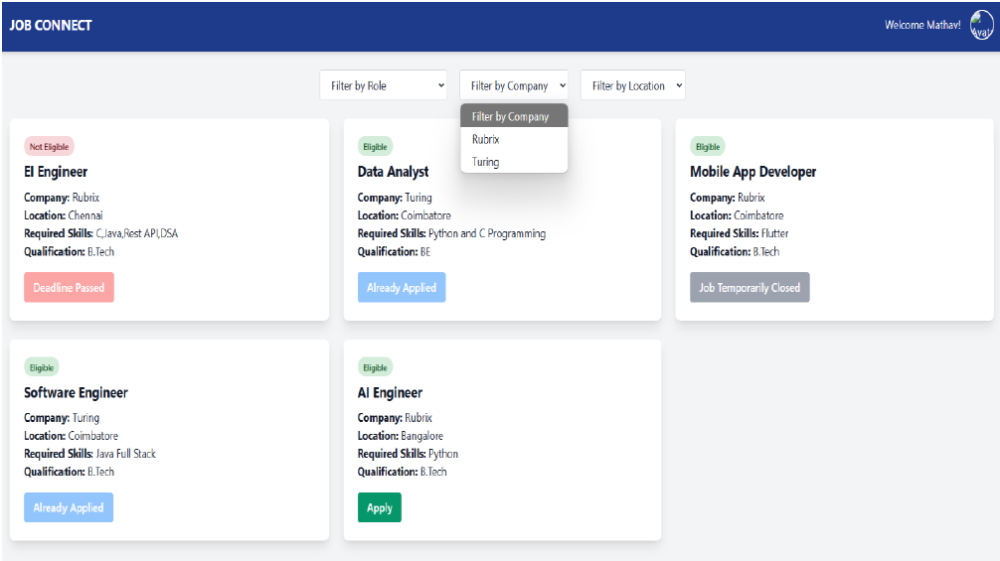 JOB CONNECT
Welcome Mathav!
Avat
Filter by Role
Filter by Company
Filter by Location
Filter by Company
Rubrix
Turing
Not Eligible
EI Engineer
Company: Rubrix
Location: Chennai
Required Skills: C,Java,Rest API,DSA
Qualification: B.Tech
Deadline Passed
Eligible
Data Analyst
Company: Turing
Location: Coimbatore
Required Skills: Python and C Programming
Qualification: BE
Already Applied
Eligible
Mobile App Developer
Company: Rubrix
Location: Coimbatore
Required Skills: Flutter
Qualification: B.Tech
Job Temporarily Closed
Eligible
Software Engineer
Company: Turing
Location: Coimbatore
Required Skills: Java Full Stack
Qualification: B.Tech
Already Applied
Eligible
AI Engineer
Company: Rubrix
Location: Bangalore
Required Skills: Python
Qualification: B.Tech
Apply